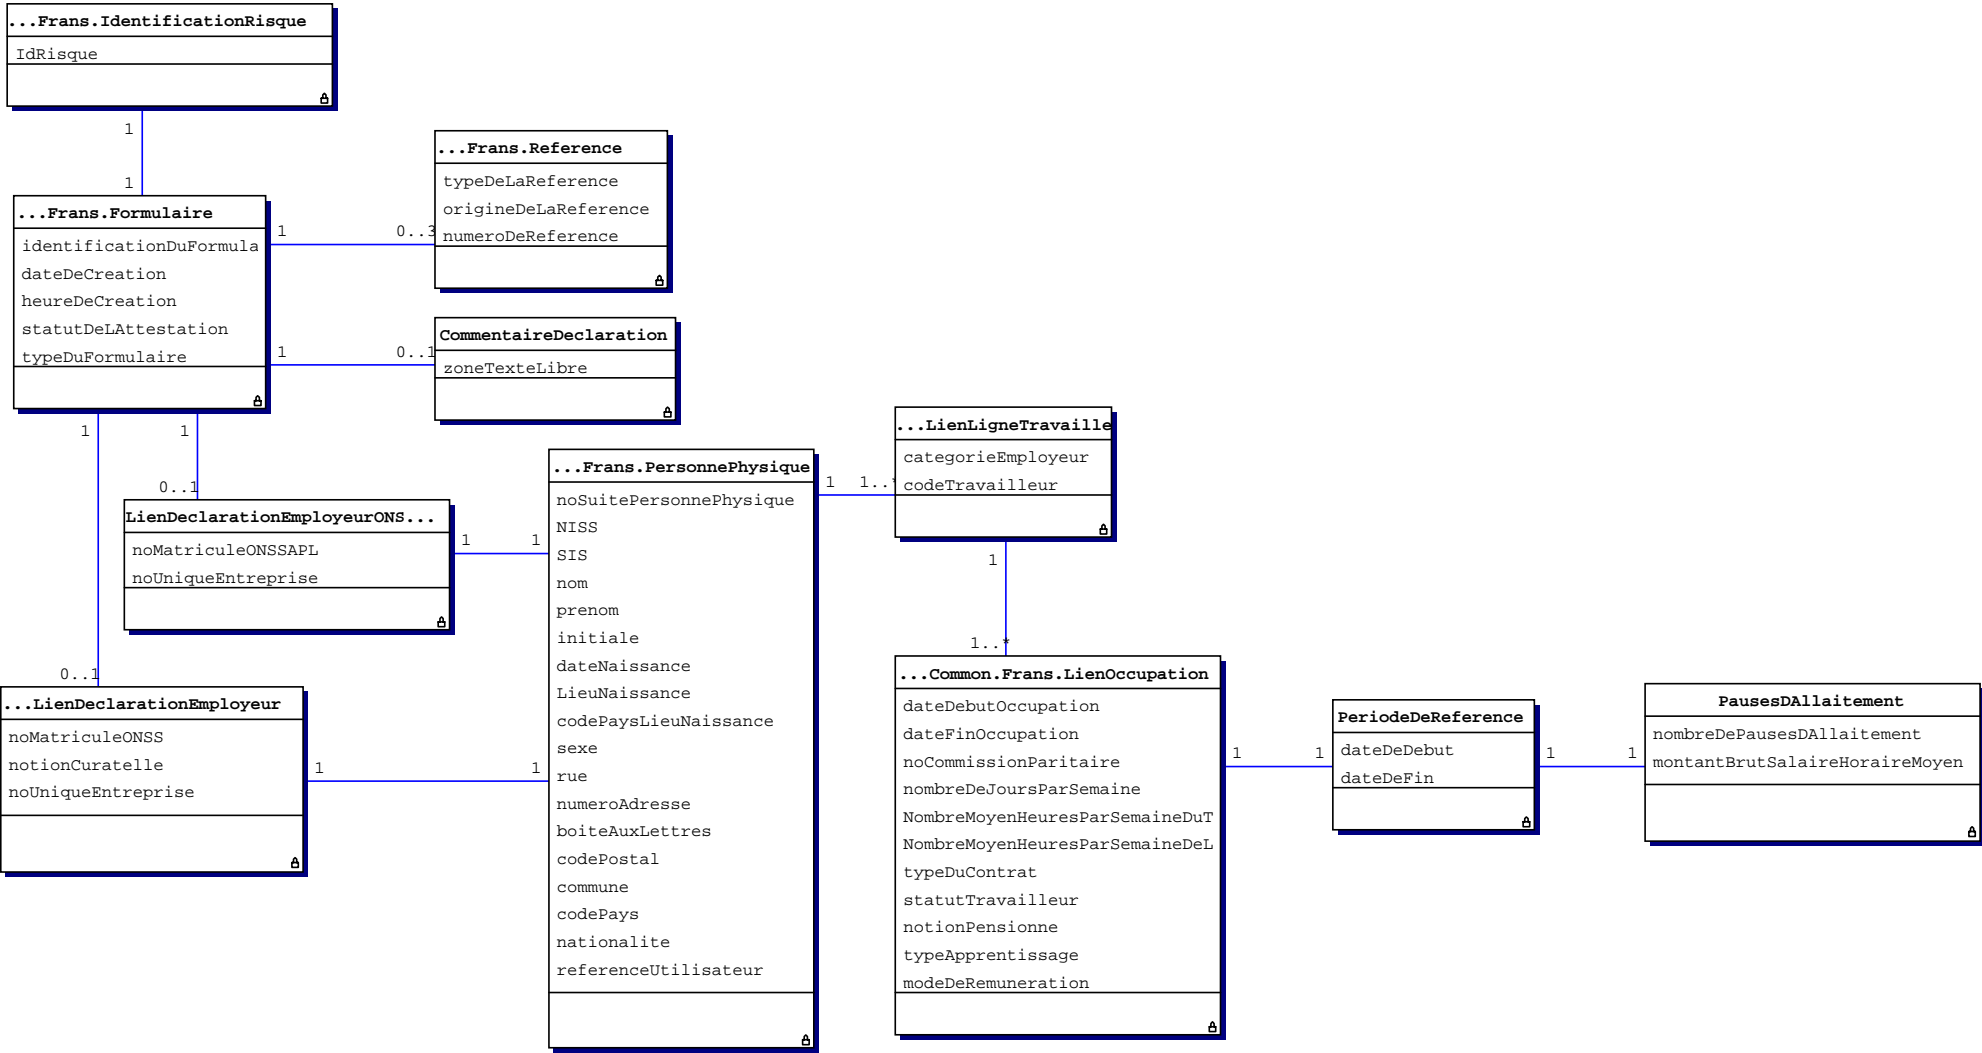 ...Frans.IdentificationRisque
IdRisque
1
1
...Frans.Formulaire
identificationDuFormula
dateDeCreation
heureDeCreation
statutDeLAttestation
typeDuFormulaire
1
0..3
...Frans.Reference
typeDeLaReference
origineDeLaReference
numeroDeReference
1
0..1
CommentaireDeclaration
zoneTexteLibre
1
1
0..1
LienDeclarationEmployeurONS...
noMatriculeONSSAPL
noUniqueEntreprise
1
1
0..1
...LienDeclarationEmployeur
noMatriculeONSS
notionCuratelle
noUniqueEntreprise
1
1
...Frans.PersonnePhysique
noSuitePersonnePhysique
NISS
SIS
nom
prenom
initiale
dateNaissance
LieuNaissance
codePaysLieuNaissance
sexe
rue
numeroAdresse
boiteAuxLettres
codePostal
commune
codePays
nationalite
referenceUtilisateur
1
1..*
...LienLigneTravaille
categorieEmployeur
codeTravailleur
1
1..*
...Common.Frans.LienOccupation
dateDebutOccupation
dateFinOccupation
noCommissionParitaire
nombreDeJoursParSemaine
NombreMoyenHeuresParSemaineDuT
NombreMoyenHeuresParSemaineDeL
typeDuContrat
statutTravailleur
notionPensionne
typeApprentissage
modeDeRemuneration
1
1
PeriodeDeReference
dateDeDebut
dateDeFin
1
1
PausesDAllaitement
nombreDePausesDAllaitement
montantBrutSalaireHoraireMoyen